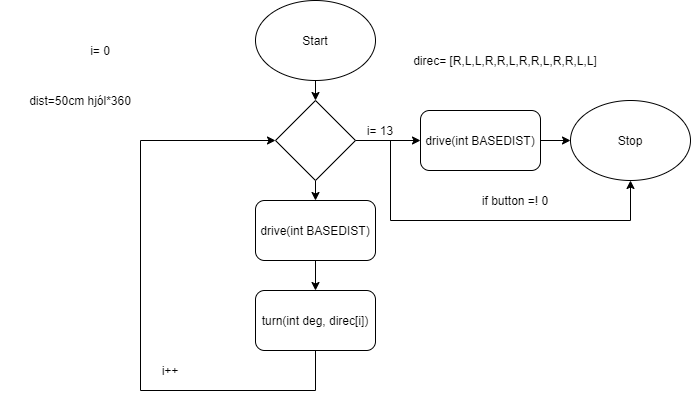 Start
i= 0
direc= [R,L,L,R,R,L,R,R,L,R,R,L,L]
dist=50cm hjól*360
i= 13
drive(int BASEDIST)
Stop
if button =! 0
drive(int BASEDIST)
turn(int deg, direc[i])
i++